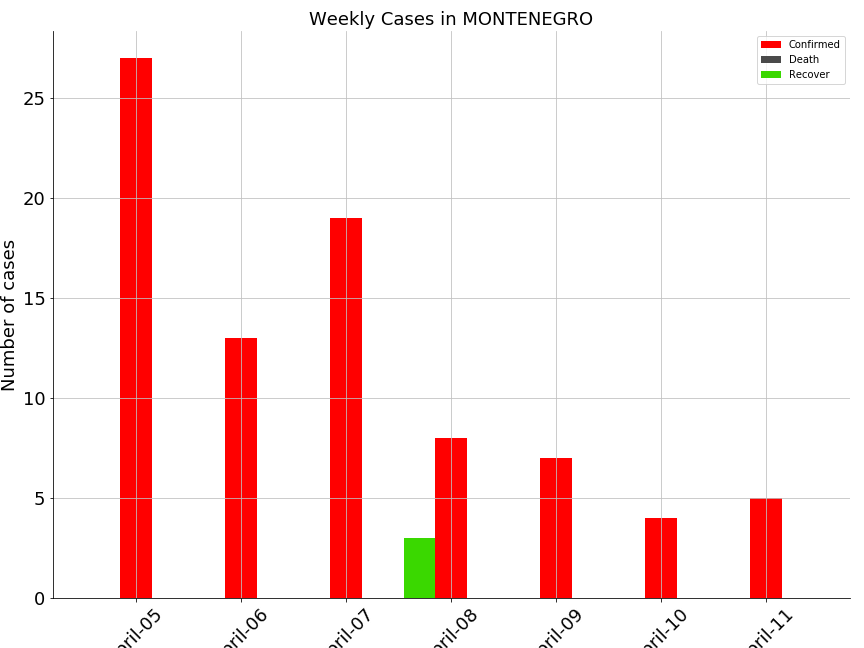 Weekly Cases in MONTENEGRO
Confirmed
Death
Recover
Number of cases
25
20
15
10
5
0
pril-05
pril-06
pril-07
pril-08
pril-09
pril-10
pril-11